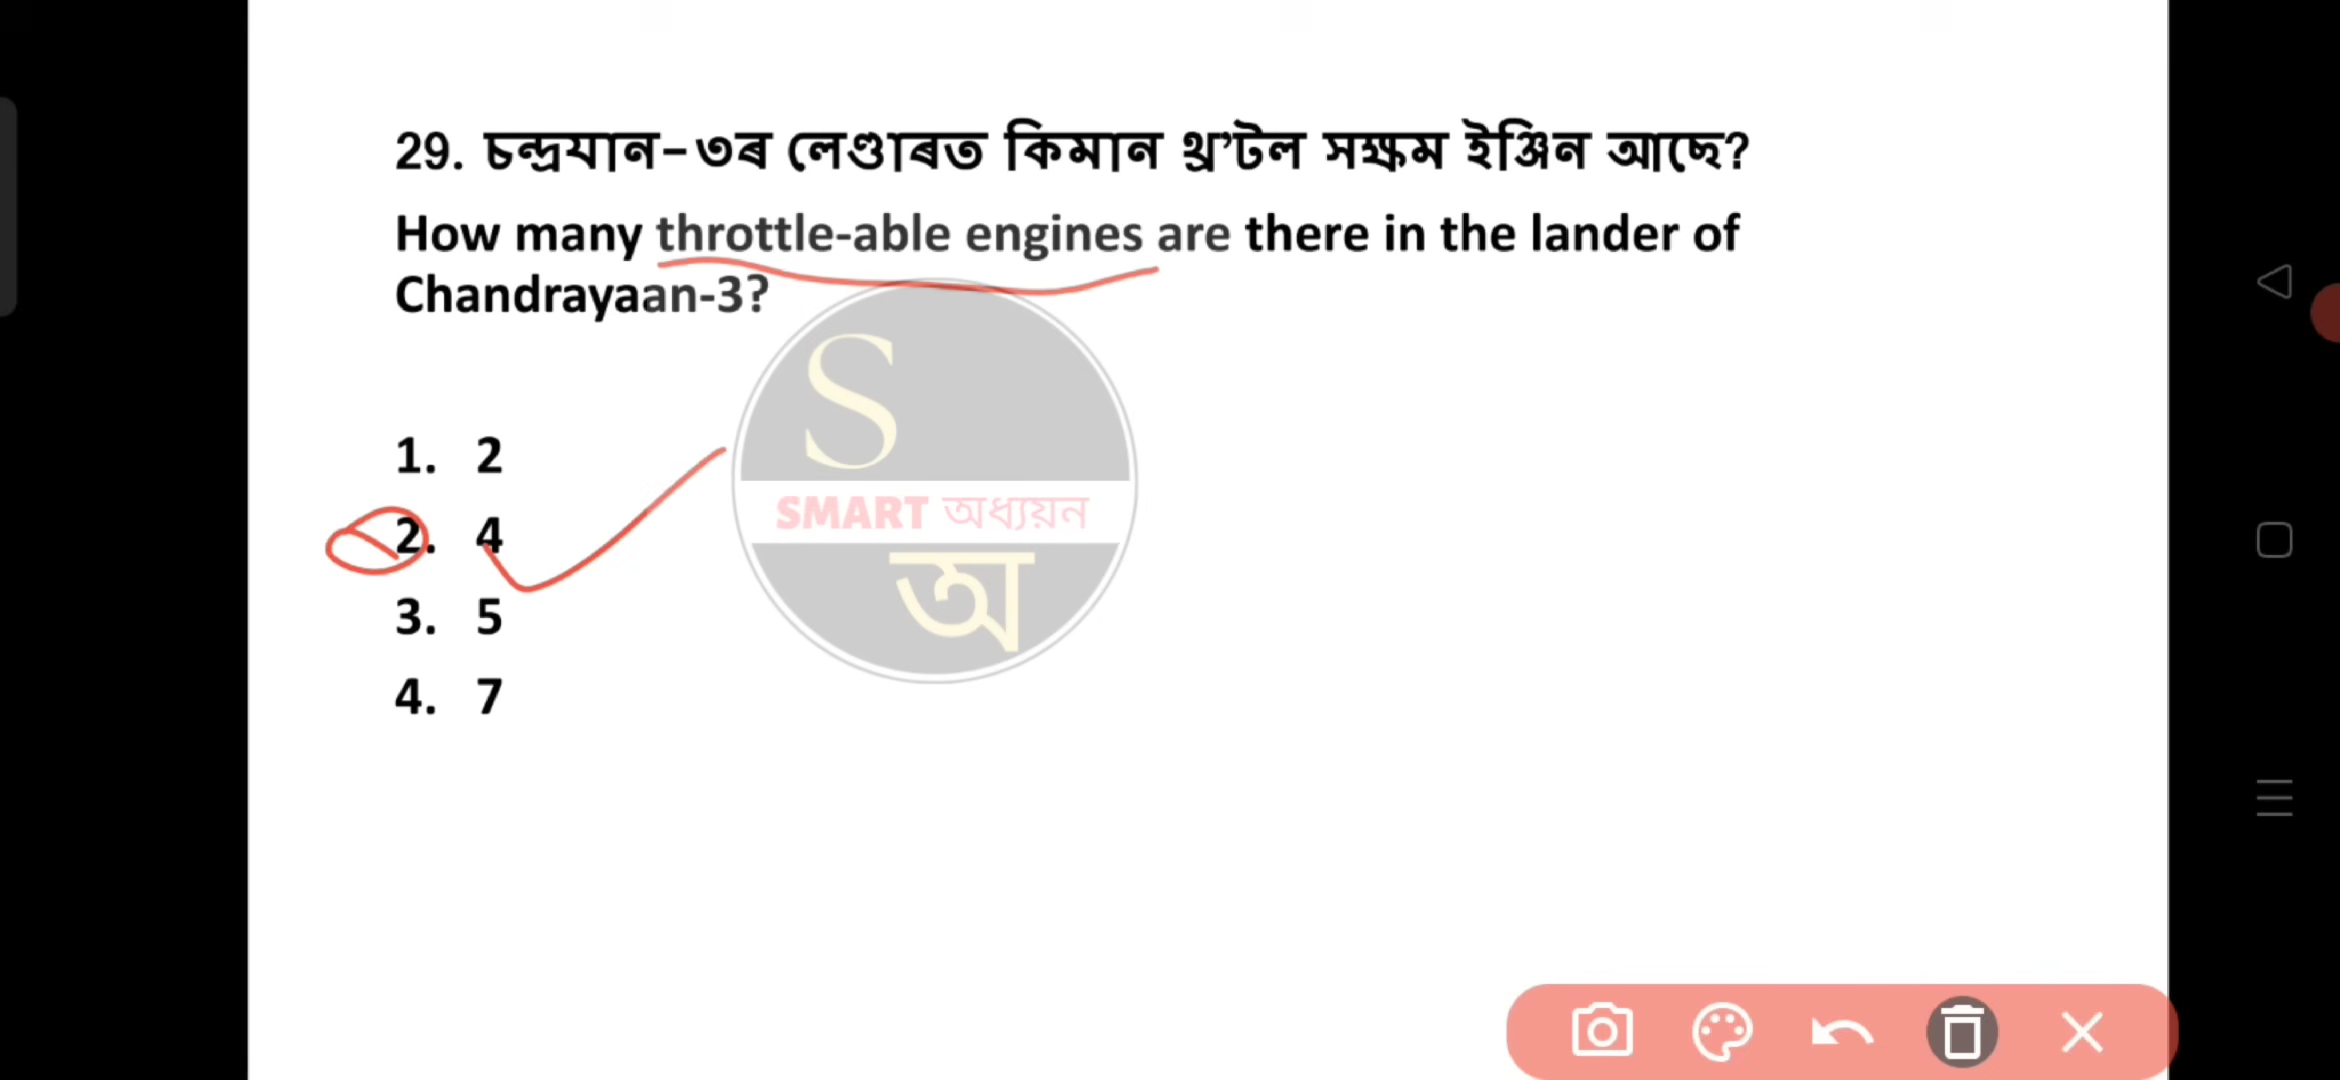 29. চন্দ্ৰযান-৩ৰ লেণ্ডাৰত কিমান থ্ৰ'টল সক্ষম ইঞ্জিন আছে?
How many throttle-able engines are there in the lander of
Chandrayaan-3?
1. 2
2. 4
3. 5
4. 7
S
SMART অধ্যয়ন
অ